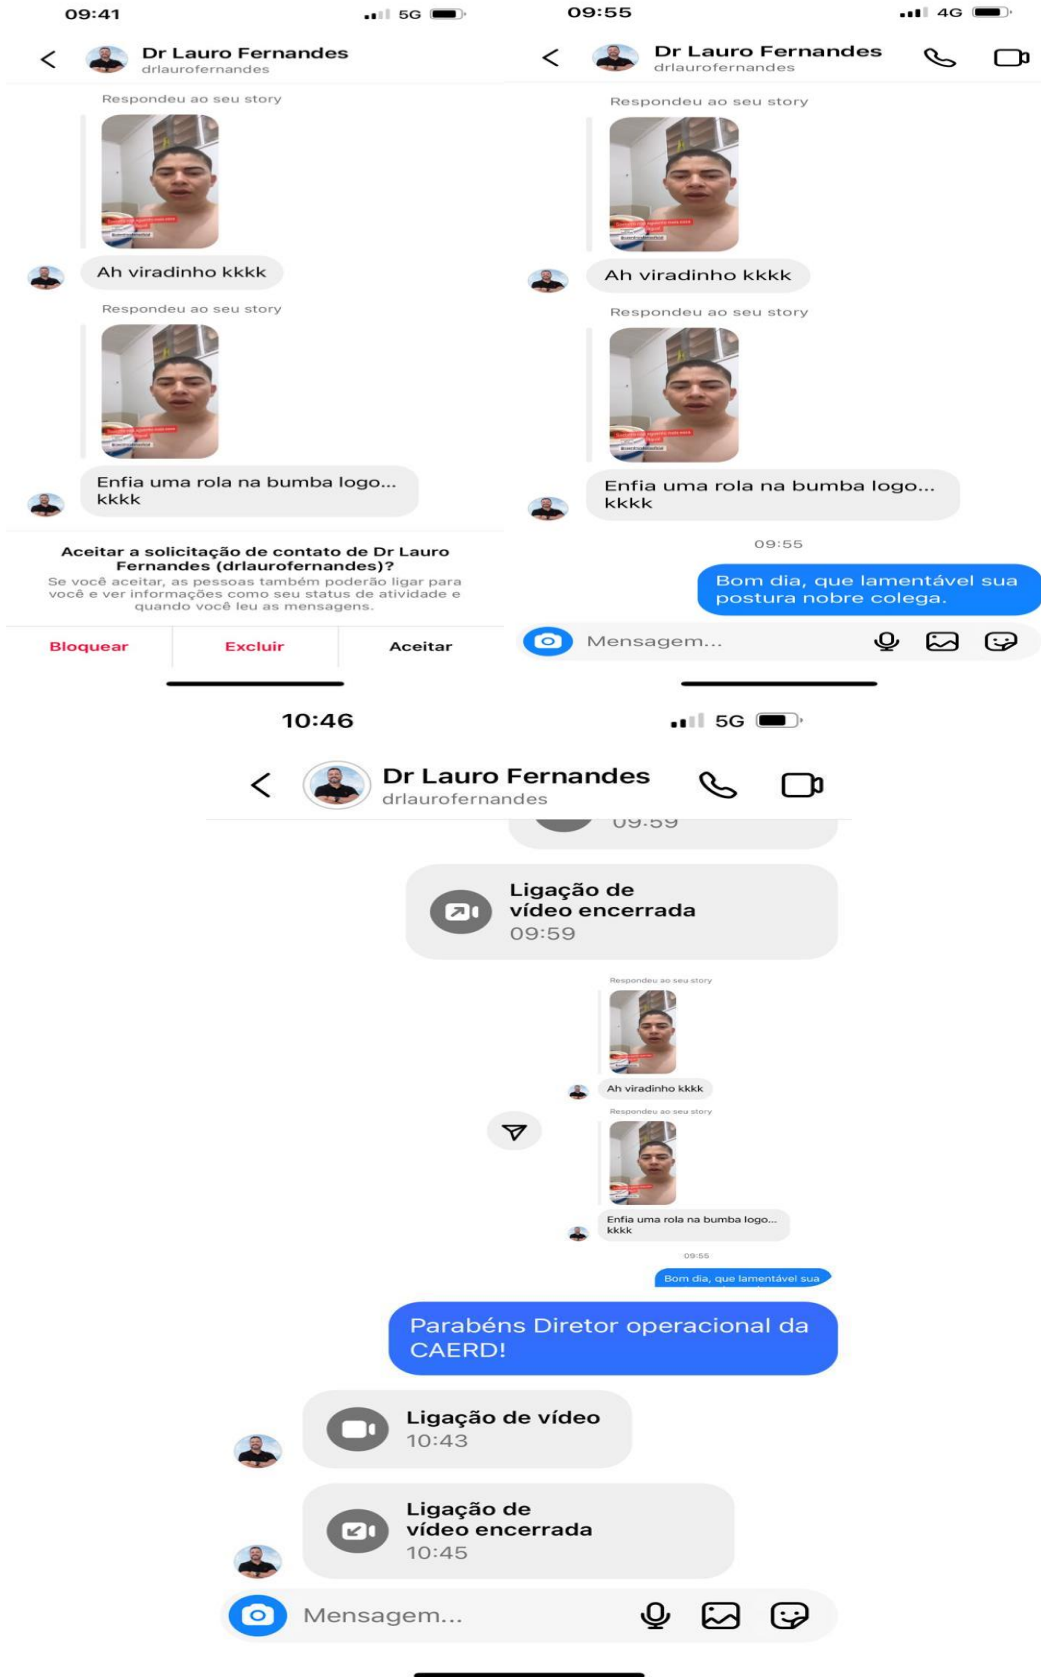 09:41
5G
Dr Lauro Fernandes
drlaurofernandes
Respondeu ao seu story
Ah viradinho kkkk
Respondeu ao seu story
Enfia uma rola na bumba logo...
kkkk
Aceitar a solicitação de contato de Dr Lauro
Fernandes (drlaurofernandes)?
Se você aceitar, as pessoas também poderão ligar para
você e ver informações como seu status de atividade e
quando você leu as mensagens.
Bloquear
Excluir
Aceitar
09:55
4G
Dr Lauro Fernandes
drlaurofernandes
Respondeu ao seu story
Ah viradinho kkkk
Respondeu ao seu story
Enfia uma rola na bumba logo...
kkkk
09:55
Bom dia, que lamentável sua
postura nobre colega.
Mensagem...
10:46
5G
Dr Lauro Fernandes
drlaurofernandes
09:59
Ligação de
vídeo encerrada
09:59
Respondeu ao seu story
Ah viradinho kkkk
Respondeu ao seu story
Enfia uma rola na bumba logo...
kkkk
09:55
Bom dia, que lamentável sua
Parabéns Diretor operacional da
CAERD!
Ligação de vídeo
10:43
Ligação de
vídeo encerrada
10:45
Mensagem...